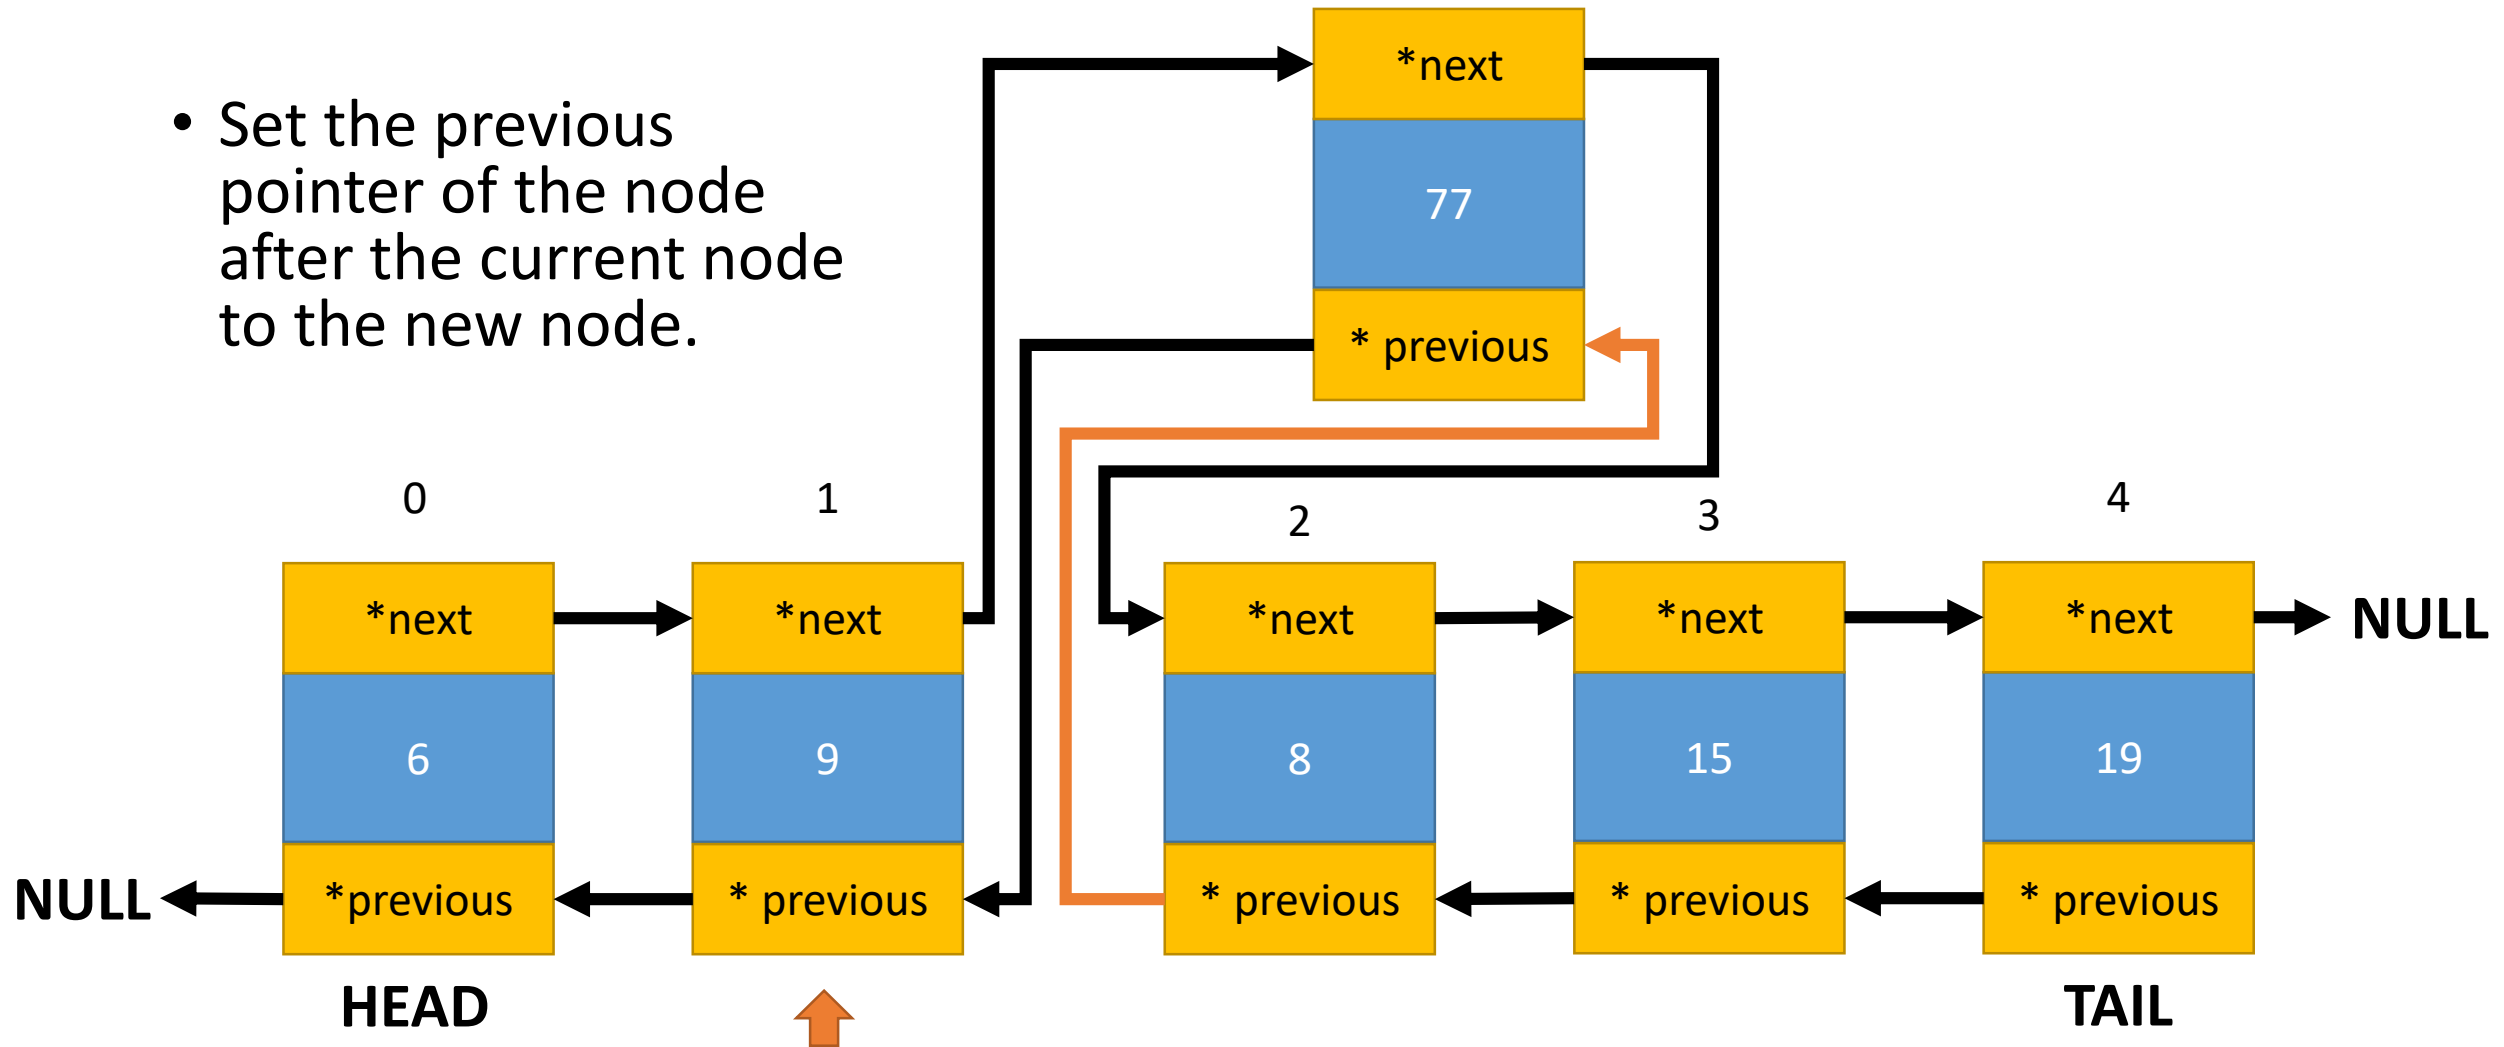 *next
• Set the previous
pointer of the node
after the current node
to the new node.
77
* previous
0
1
2
3
4
*next
*next
*next
*next
*next
NULL
6
9
8
15
19
NULL
*previous
* previous
* previous
* previous
* previous
HEAD
TAIL